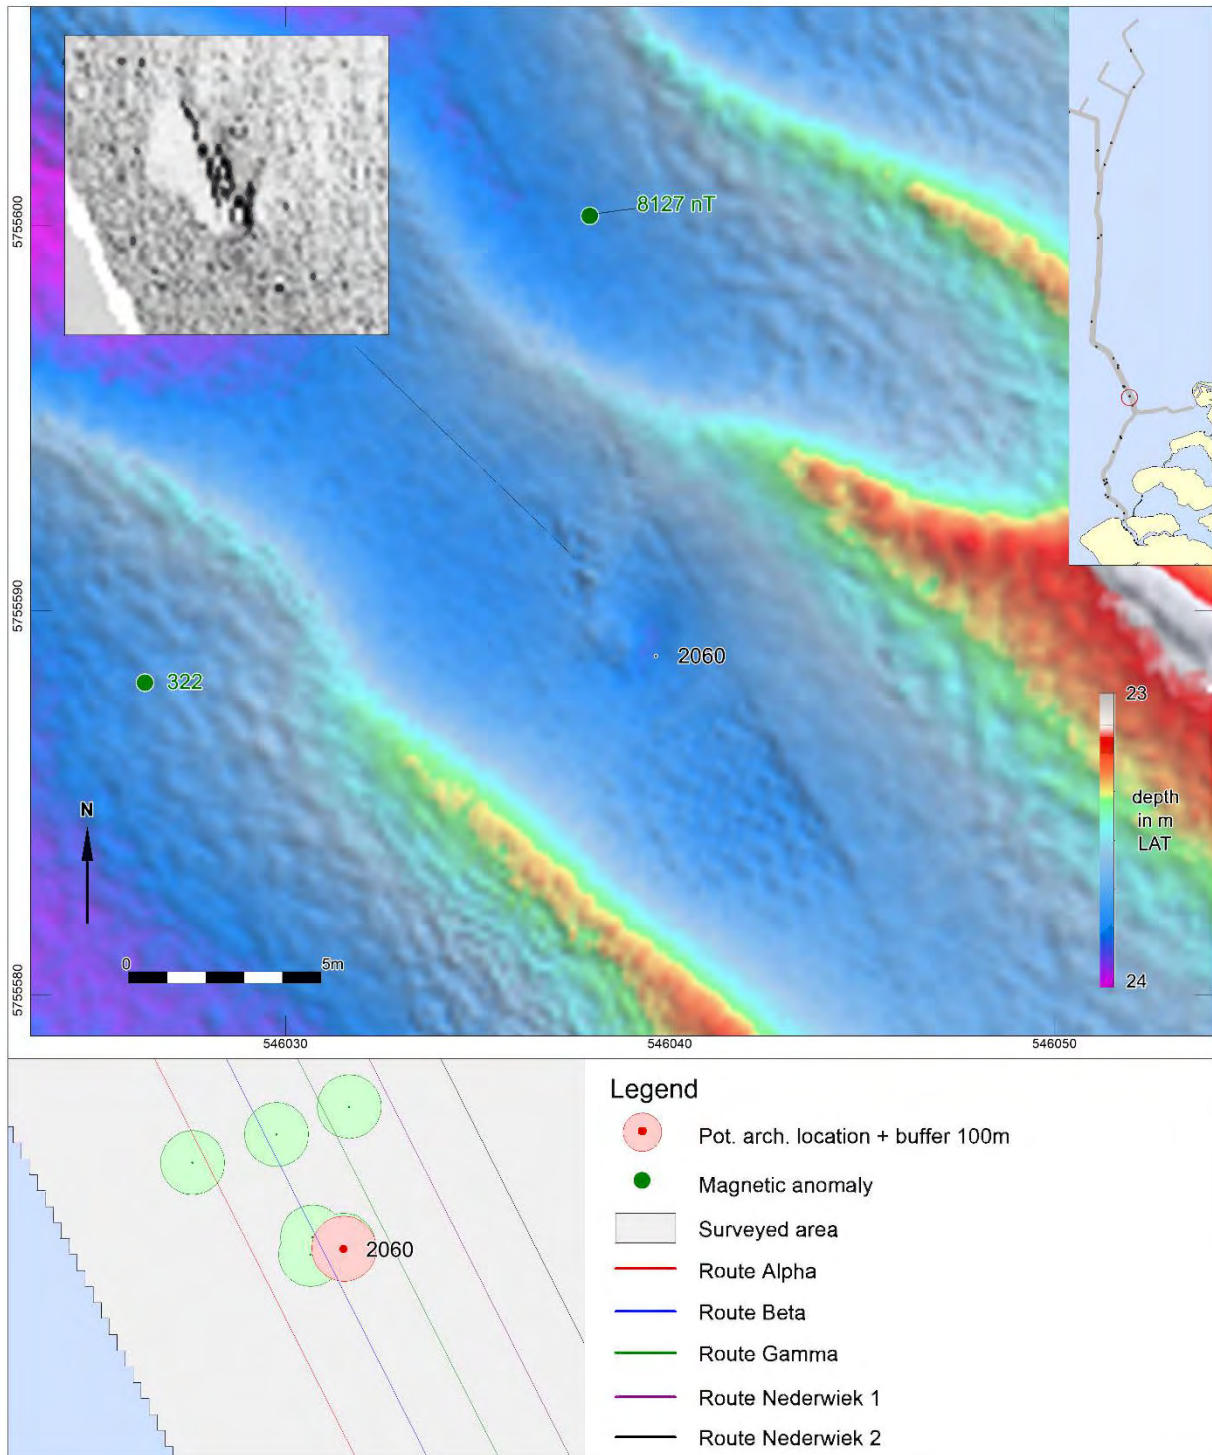 8127 nT
5755600
5755590
2060
322
23
depth
in m
LAT
24
N
0 5m
5755580
546030 546040 546050
2060
Legend
Pot. arch. location + buffer 100m
Magnetic anomaly
Surveyed area
Route Alpha
Route Beta
Route Gamma
Route Nederwiek 1
Route Nederwiek 2